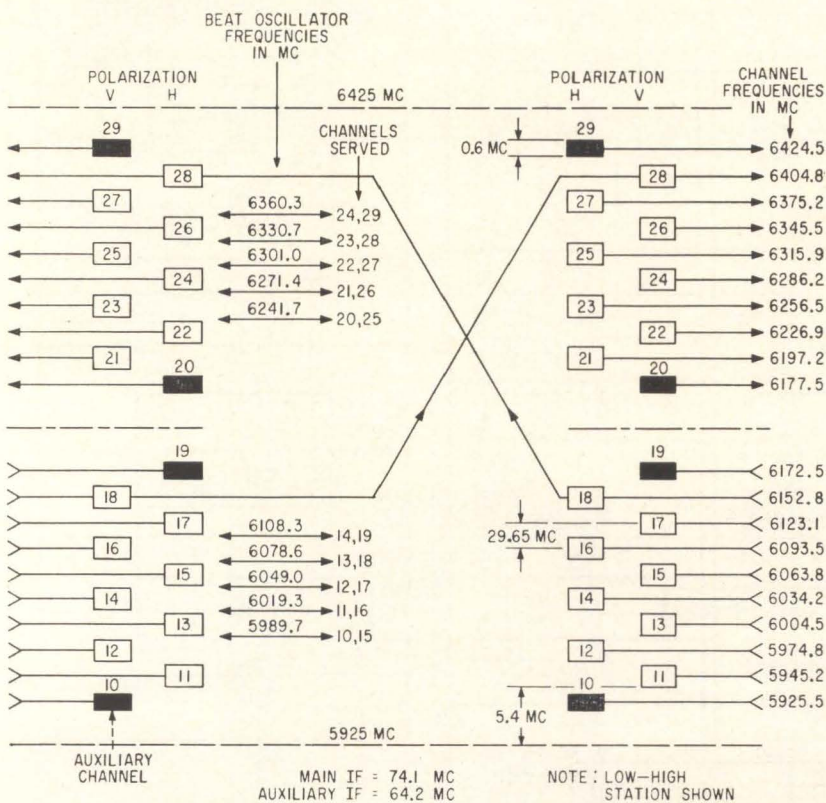 BEAT OSCILLATOR
FREQUENCIES
IN MC
POLARIZATION
V H
6425 MC
POLARIZATION
H V
CHANNEL
FREQUENCIES
IN MC
CHANNELS
SERVED
0.6 MC
29
29 6424.5
28
28 6404.8
27
27 6375.2
26
26 6345.5
25
25 6315.9
24
24 6286.2
23
23 6256.5
22
22 6226.9
21
21 6197.2
20
20 6177.5
6360.3 24,29
6330.7 23,28
6301.0 22,27
6271.4 21,26
6241.7 20,25
19
19 6172.5
18
18 6152.8
17
17 6123.1
16
16 6093.5
15
15 6063.8
14
14 6034.2
13
13 6004.5
12
12 5974.8
11
11 5945.2
10
10 5925.5
6108.3 14,19
6078.6 13,18
6049.0 12,17
6019.3 11,16
5989.7 10,15
29.65 MC
5.4 MC
5925 MC
AUXILIARY
CHANNEL
MAIN IF = 74.1 MC
AUXILIARY IF = 64.2 MC
NOTE: LOW-HIGH
STATION SHOWN